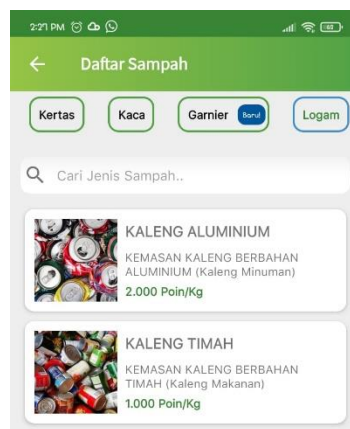 2:27 PM
Daftar Sampah
Kertas
Kaca
Garnier Baru!
Logam
Cari Jenis Sampah..
KALENG ALUMINIUM
KEMASAN KALENG BERBAHAN
ALUMINIUM (Kaleng Minuman)
2.000 Poin/Kg
KALENG TIMAH
KEMASAN KALENG BERBAHAN
TIMAH (Kaleng Makanan)
1.000 Poin/Kg